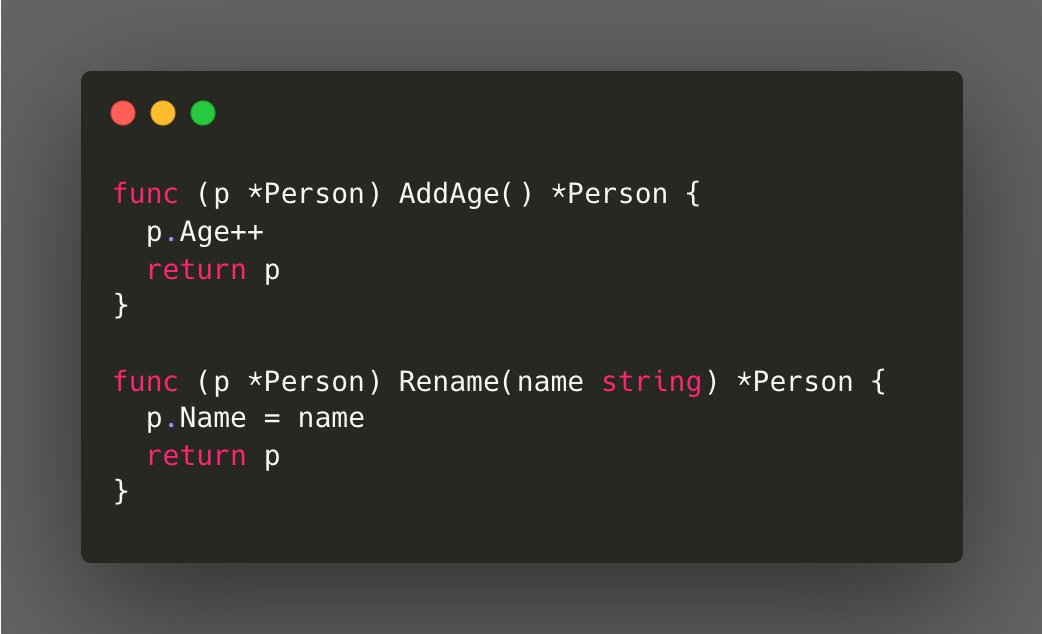 func (p *Person) AddAge() *Person {
  p.Age++
  return p
}

func (p *Person) Rename(name string) *Person {
  p.Name = name
  return p
}